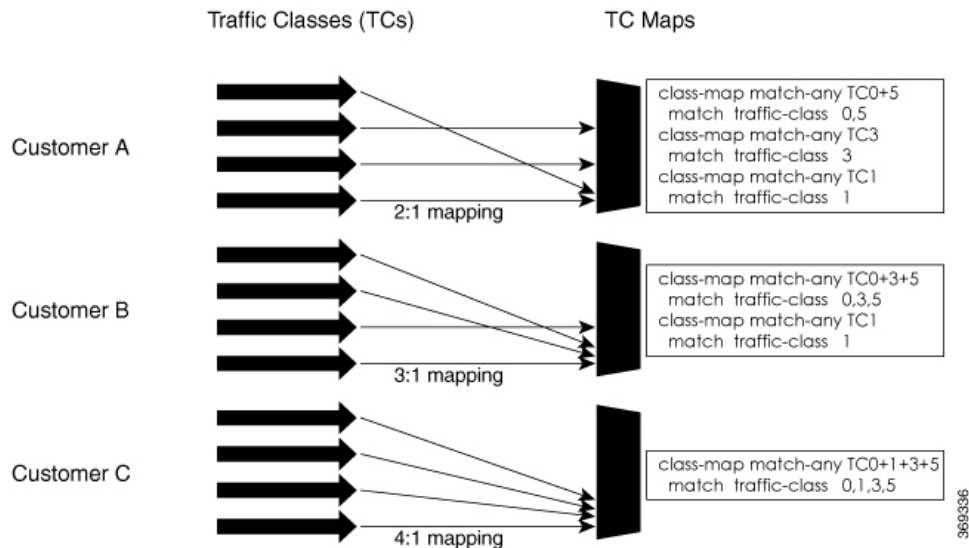 Traffic Classes (TCs)
TC Maps
Customer A
2:1 mapping
class-map match-any TC0+5
match traffic-class 0,5
class-map match-any TC3
match traffic-class 3
class-map match-any TC1
match traffic-class 1
Customer B
3:1 mapping
class-map match-any TC0+3+5
match traffic-class 0,3,5
class-map match-any TC1
match traffic-class 1
Customer C
4:1 mapping
class-map match-any TC0+1+3+5
match traffic-class 0,1,3,5
369336